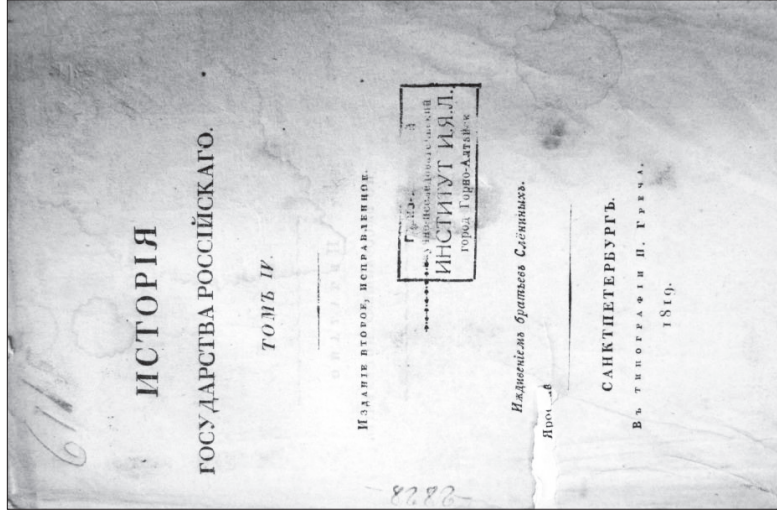 ИСТОРІЯ
ГОСУДАРСТВА РОССІЙСКАГО.
ТОМЪ IV.
ИЗДАНІЕ ВТОРОЕ, ИСПРАВЛЕННОЕ.
ИНСТИТУТ И.Я.Л.
город Горно-Алтайск
Иждивеніемъ братьевъ Слёниныхъ.
САНКТПЕТЕРБУРГЪ.
Въ типографіи Н. Греча.
1819.
-2828-